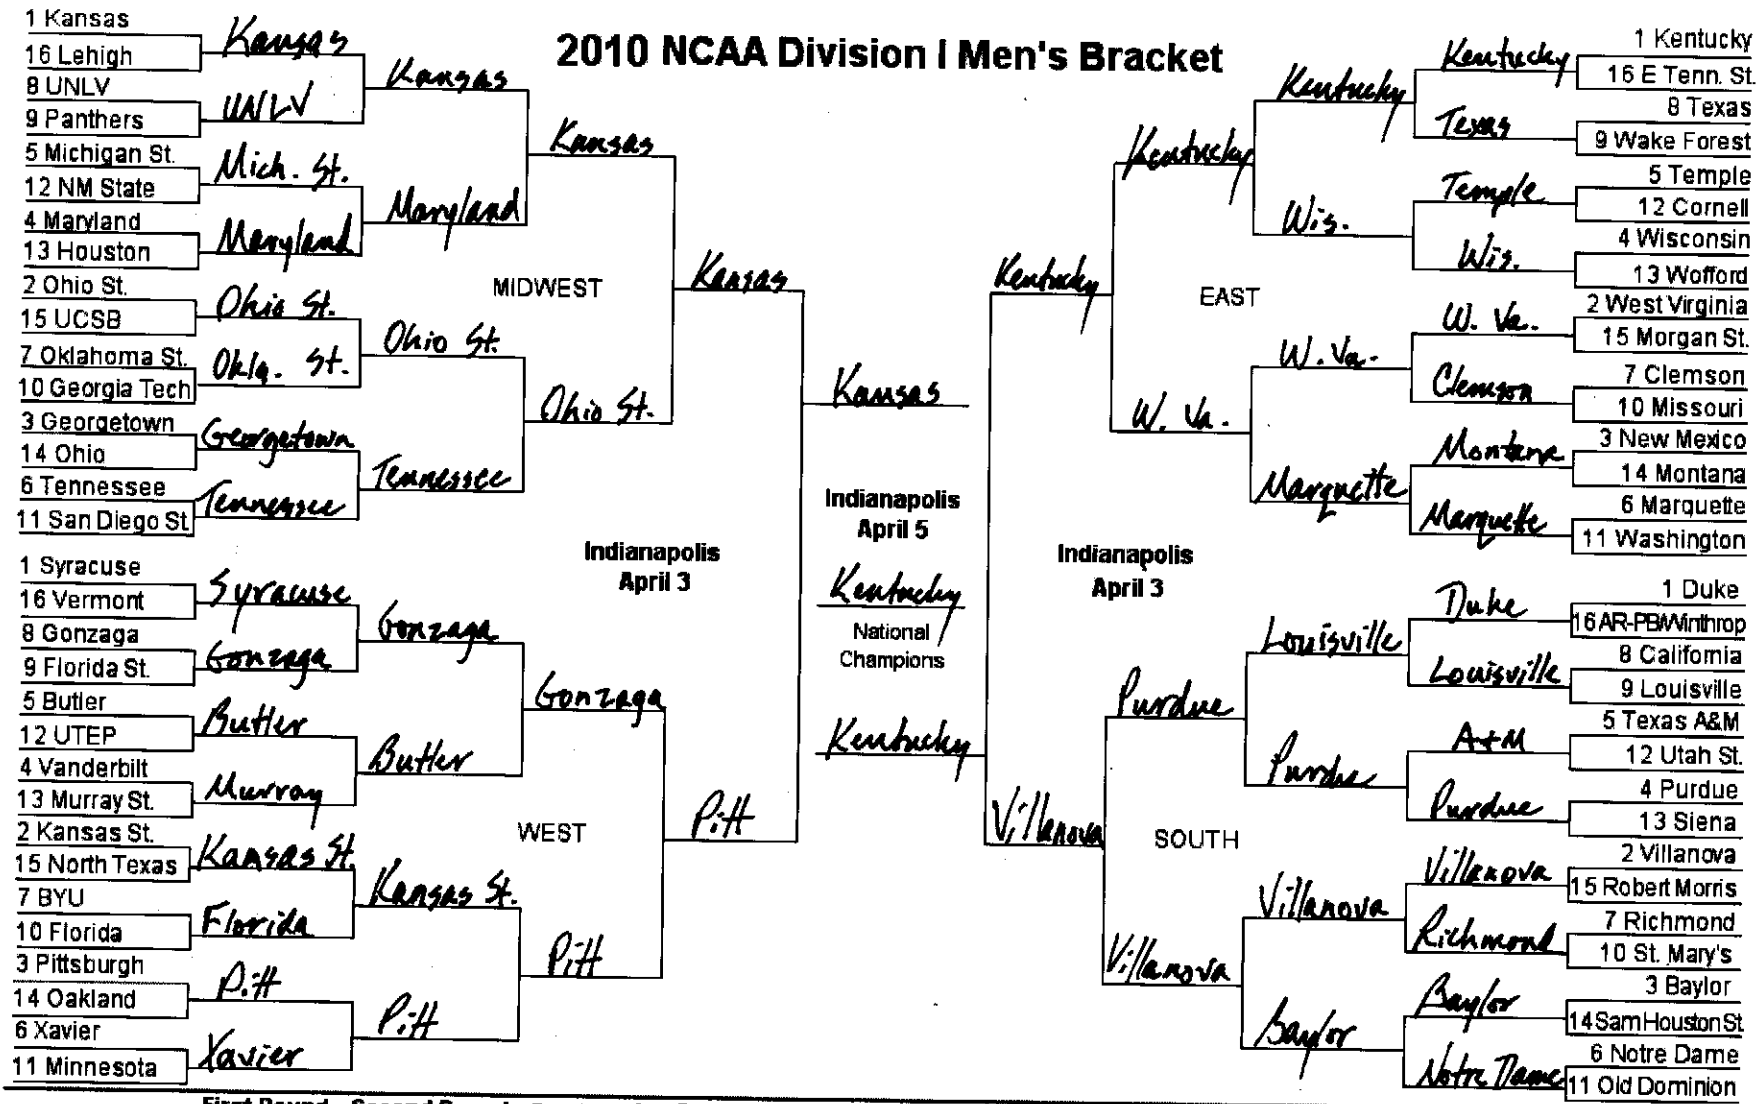 2010 NCAA Division I Men's Bracket
1 Kansas
16 Lehigh
8 UNLV
9 Panthers
5 Michigan St.
12 NM State
4 Maryland
13 Houston
2 Ohio St.
15 UCSB
7 Oklahoma St.
10 Georgia Tech
3 Georgetown
14 Ohio
6 Tennessee
11 San Diego St.
Kansas
UNLV
Mich. St.
Maryland
Ohio St.
Okla. St.
Georgetown
Tennessee
Kansas
Maryland
Ohio St.
Tennessee
Kansas
Ohio St.
MIDWEST
Kansas
1 Syracuse
16 Vermont
8 Gonzaga
9 Florida St.
5 Butler
12 UTEP
4 Vanderbilt
13 Murray St.
2 Kansas St.
15 North Texas
7 BYU
10 Florida
3 Pittsburgh
14 Oakland
6 Xavier
11 Minnesota
Syracuse
Gonzaga
Butler
Murray
Kansas St.
Florida
Pitt
Xavier
Gonzaga
Butler
Kansas St.
Pitt
Gonzaga
Pitt
WEST
Pitt
Indianapolis
April 3
Kansas
Indianapolis
April 5
Kentucky
National
Champions
Kentucky
Indianapolis
April 3
Kentucky
EAST
Kentucky
W. Va.
Kentucky
Wis.
W. Va.
Marquette
Kentucky
Texas
Temple
Wis.
W. Va.
Clemson
Montana
Marquette
1 Kentucky
16 E Tenn. St.
8 Texas
9 Wake Forest
5 Temple
12 Cornell
4 Wisconsin
13 Wofford
2 West Virginia
15 Morgan St.
7 Clemson
10 Missouri
3 New Mexico
14 Montana
6 Marquette
11 Washington
Villanova
SOUTH
Purdue
Villanova
Louisville
Purdue
Villanova
Baylor
Duke
Louisville
A+M
Purdue
Villanova
Richmond
Baylor
Notre Dame
1 Duke
16 AR-PB/Winthrop
8 California
9 Louisville
5 Texas A&M
12 Utah St.
4 Purdue
13 Siena
2 Villanova
15 Robert Morris
7 Richmond
10 St. Mary's
3 Baylor
14 Sam Houston St
6 Notre Dame
11 Old Dominion